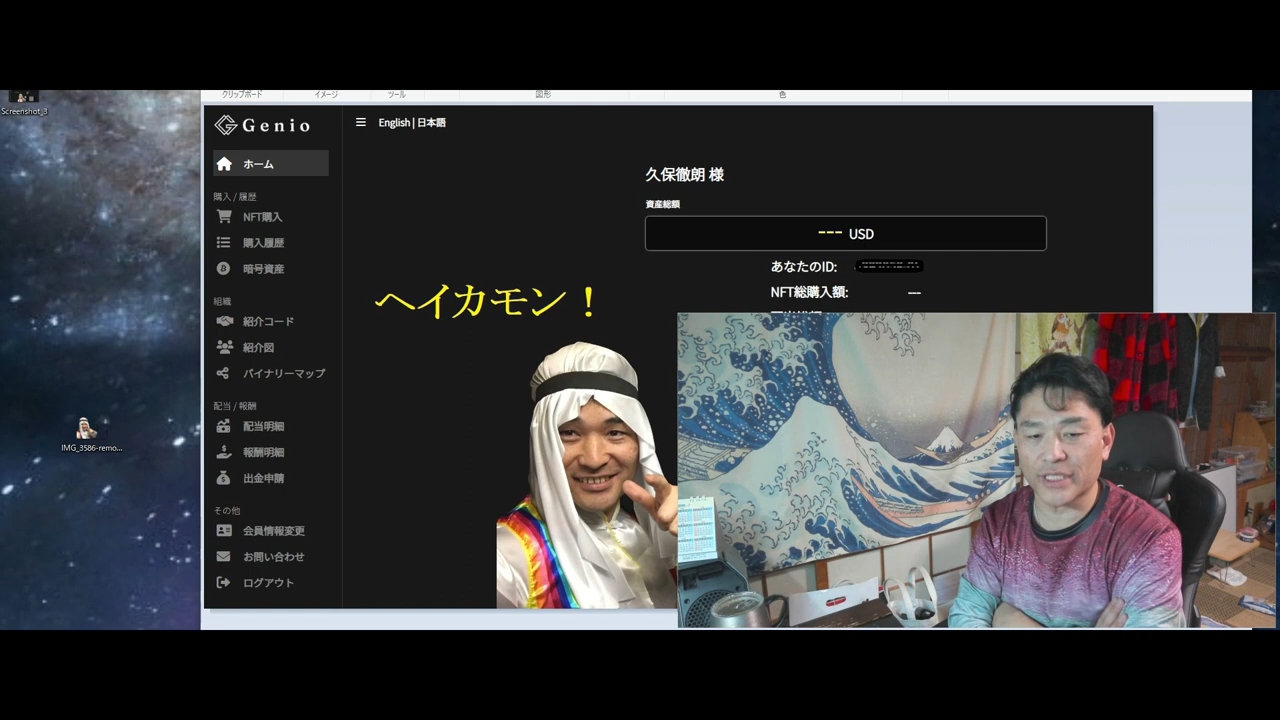 クリップボード
イメージ
ツール
図形
色
Screenshot_3
Genio
English | 日本語
ホーム
購入 / 履歴
NFT購入
購入履歴
暗号資産
組織
紹介コード
紹介図
バイナリーマップ
配当 / 報酬
配当明細
報酬明細
出金申請
その他
会員情報変更
お問い合わせ
ログアウト
久保徹朗 様
資産総額
--- USD
あなたのID:
NFT総購入額: ---
ヘイカモン！
IMG_3586-remo...